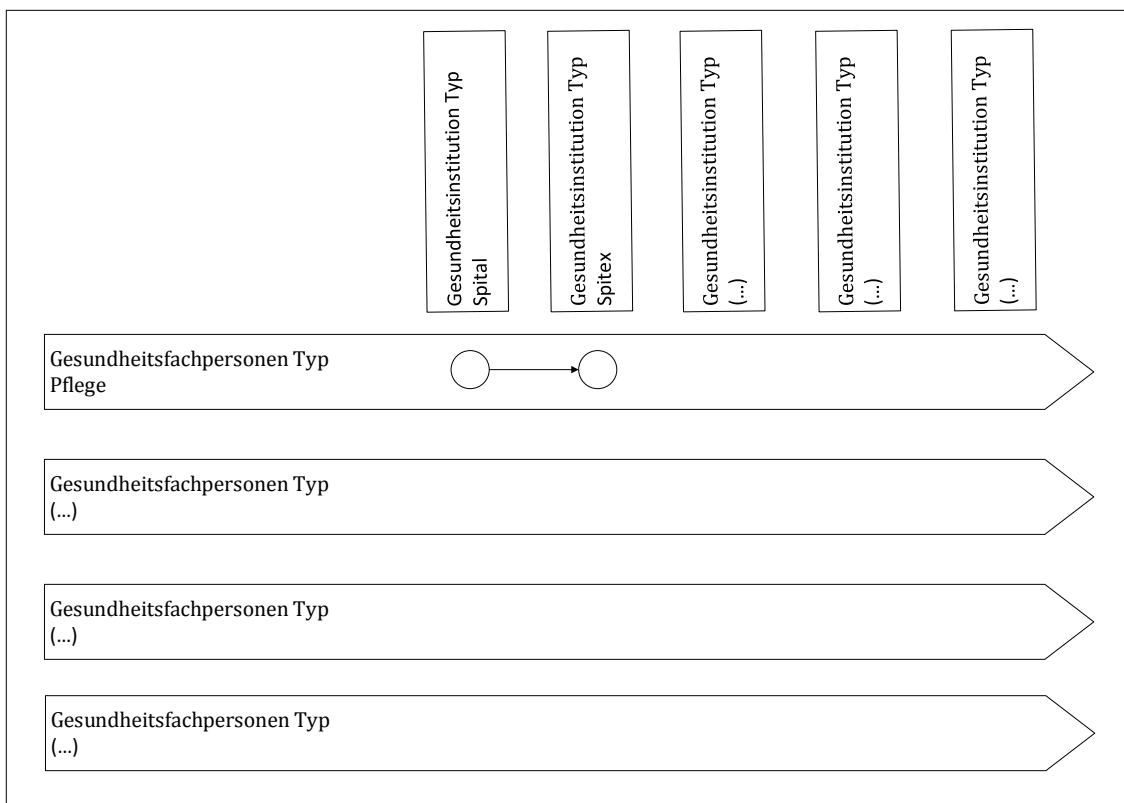 Gesundheitsinstitution Typ
Spital
Gesundheitsinstitution Typ
Spitex
Gesundheitsinstitution Typ
(...)
Gesundheitsinstitution Typ
(...)
Gesundheitsinstitution Typ
(...)
Gesundheitsfachpersonen Typ
Pflege
Gesundheitsfachpersonen Typ
(...)
Gesundheitsfachpersonen Typ
(...)
Gesundheitsfachpersonen Typ
(...)